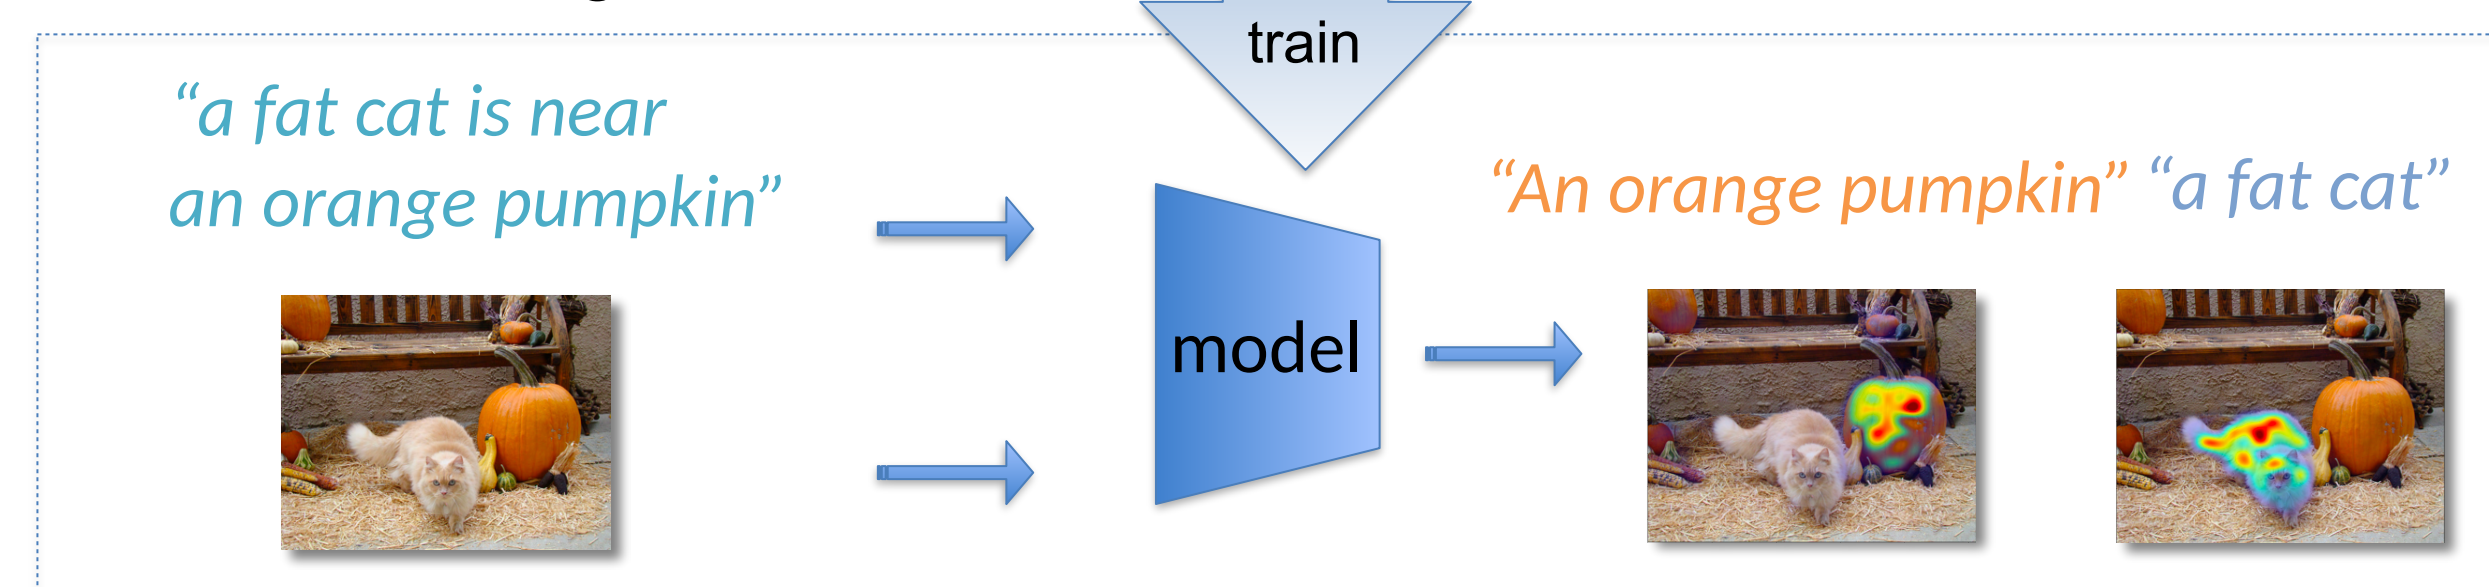 train
“a fat cat is near
an orange pumpkin”
“An orange pumpkin” “a fat cat”
model